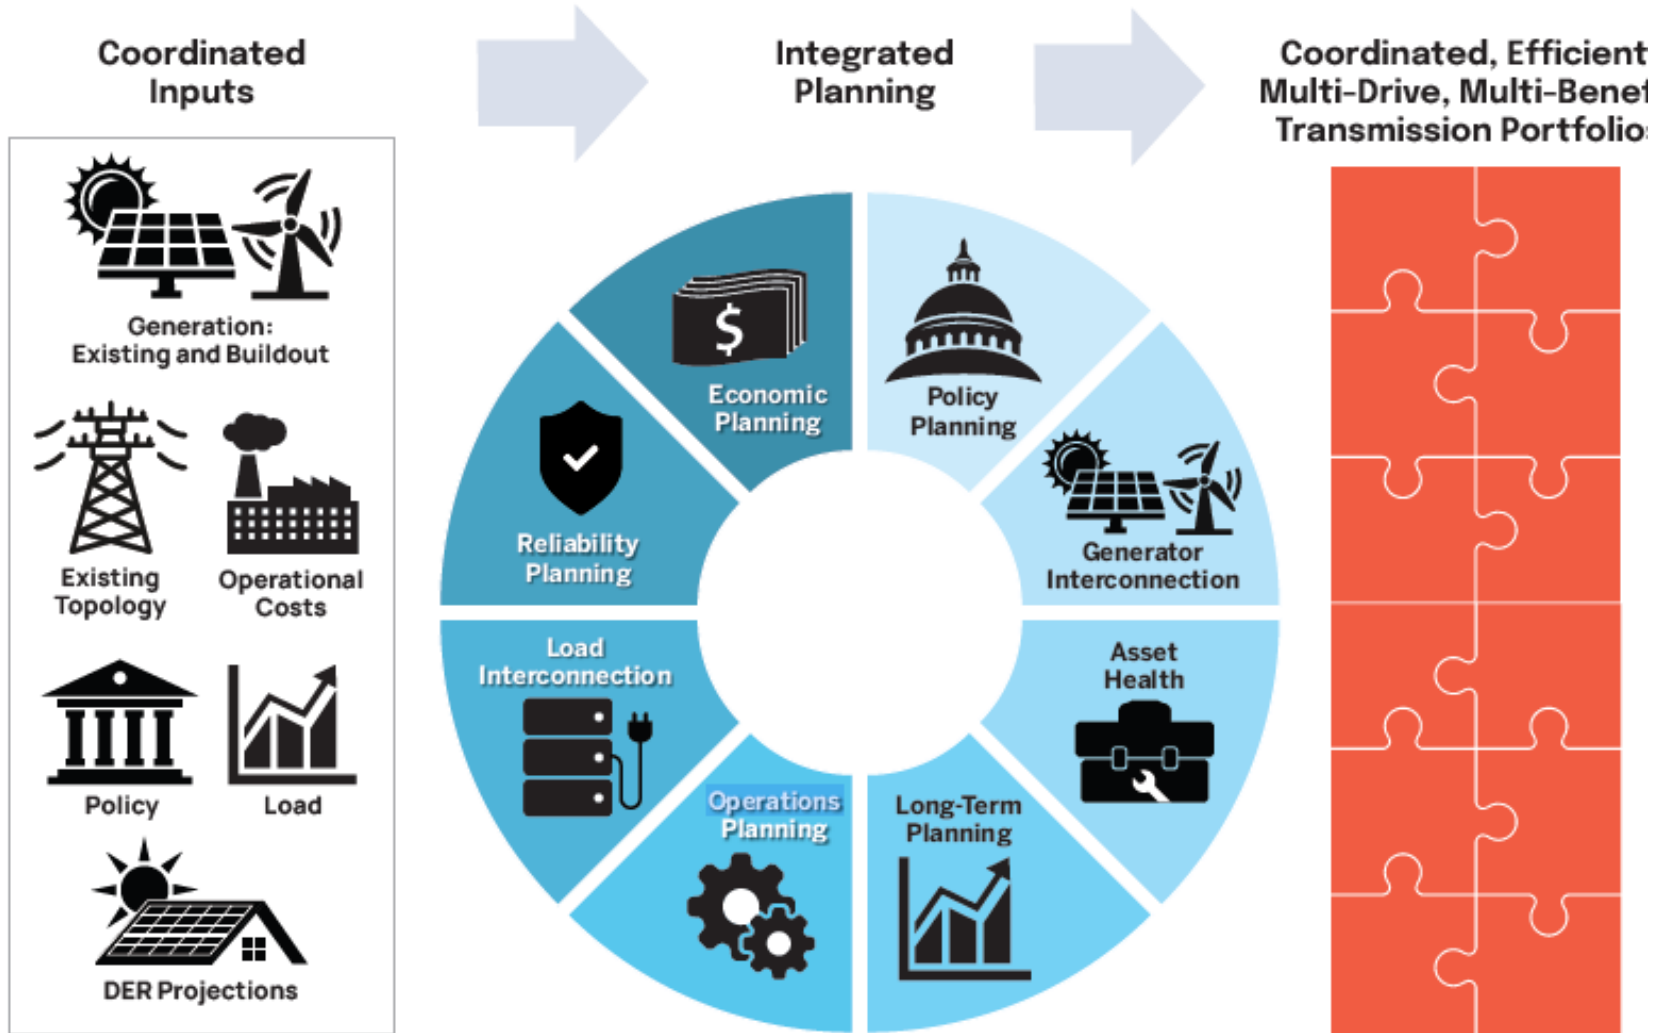 Coordinated
Inputs
Integrated
Planning
Coordinated, Efficient
Multi-Drive, Multi-Benef
Transmission Portfolio
Generation:
Existing and Buildout
Existing
Topology
Operational
Costs
Policy
Load
DER Projections
$
Economic
Planning
Policy
Planning
Generator
Interconnection
Asset
Health
Long-Term
Planning
Operations
Planning
Load
Interconnection
Reliability
Planning